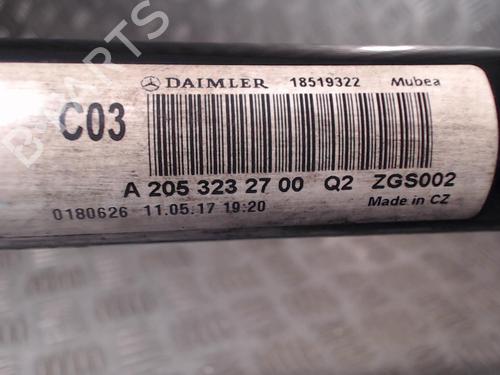 DAIMLER 18519322 Mubea
C03
A 205 323 27 00 Q2 ZGS002
0180626 11.05.17 19:20 Made in CZ
B-PARTS